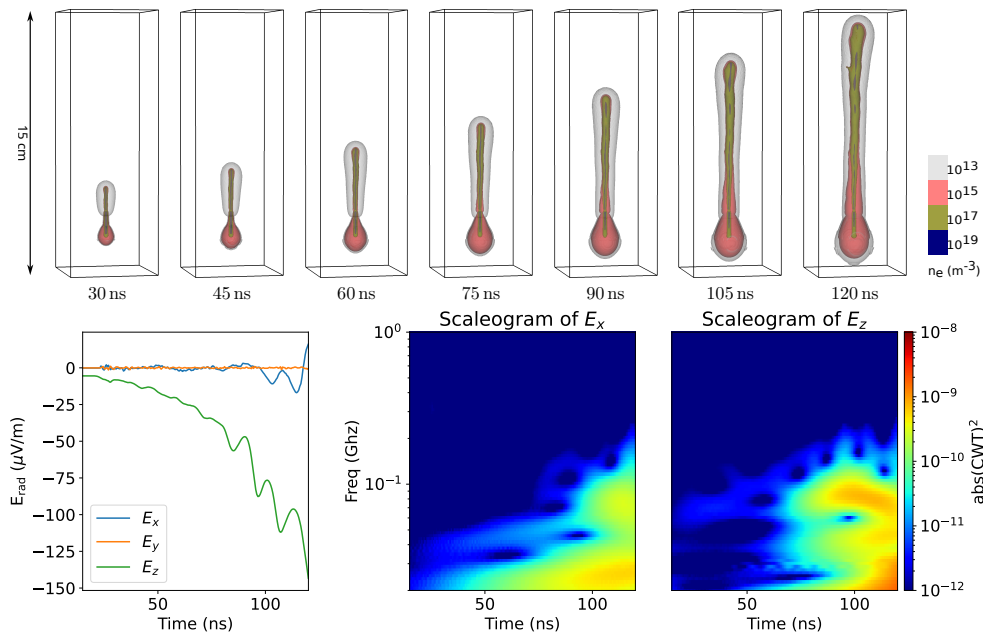 15 cm
30 ns
45 ns
60 ns
75 ns
90 ns
105 ns
120 ns
10^13
10^15
10^17
10^19
n_e (m^-3)
0
−25
−50
−75
−100
−125
−150
E_rad (μV/m)
E_x
E_y
E_z
50
100
Time (ns)
Scaleogram of E_x
10^0
10^−1
Freq (Ghz)
50
100
Time (ns)
Scaleogram of E_z
50
100
Time (ns)
10^−8
10^−9
10^−10
10^−11
10^−12
abs(CWT)^2